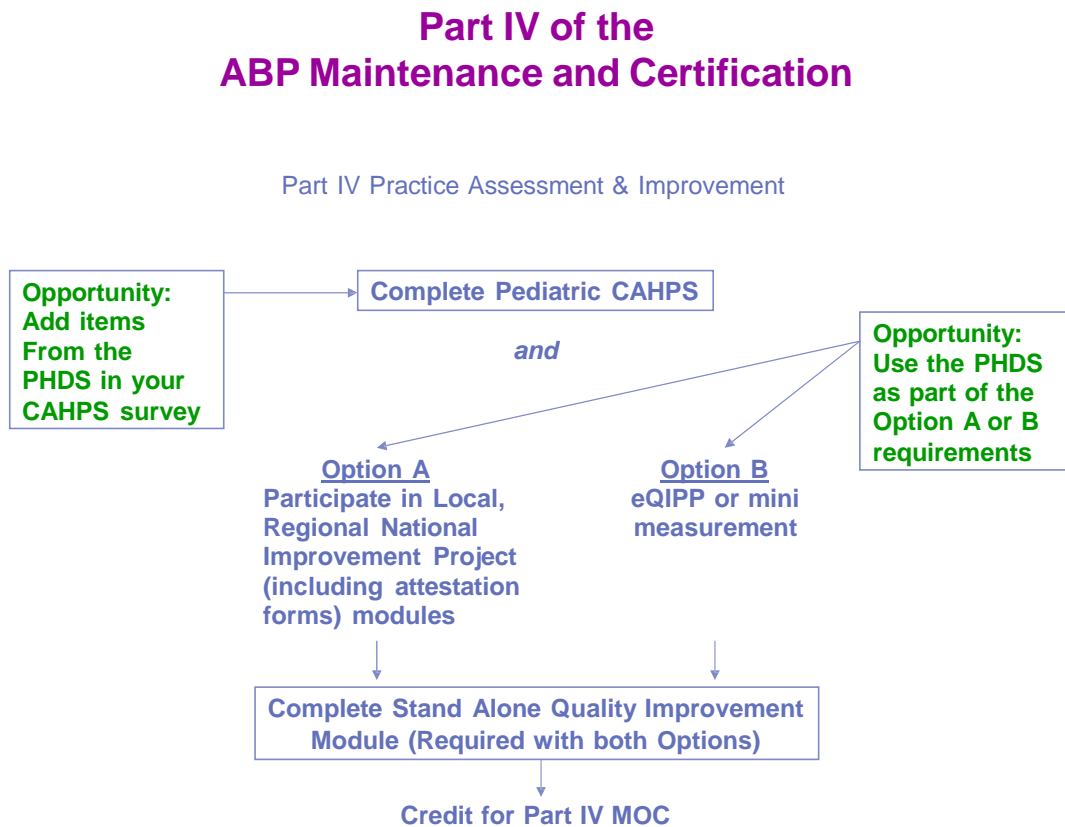 Part IV of the
ABP Maintenance and Certification
Part IV Practice Assessment & Improvement
Opportunity:
Add items
From the
PHDS in your
CAHPS survey
Complete Pediatric CAHPS
and
Opportunity:
Use the PHDS
as part of the
Option A or B
requirements
Option A
Participate in Local,
Regional National
Improvement Project
(including attestation
forms) modules
Option B
eQIPP or mini
measurement
Complete Stand Alone Quality Improvement
Module (Required with both Options)
Credit for Part IV MOC